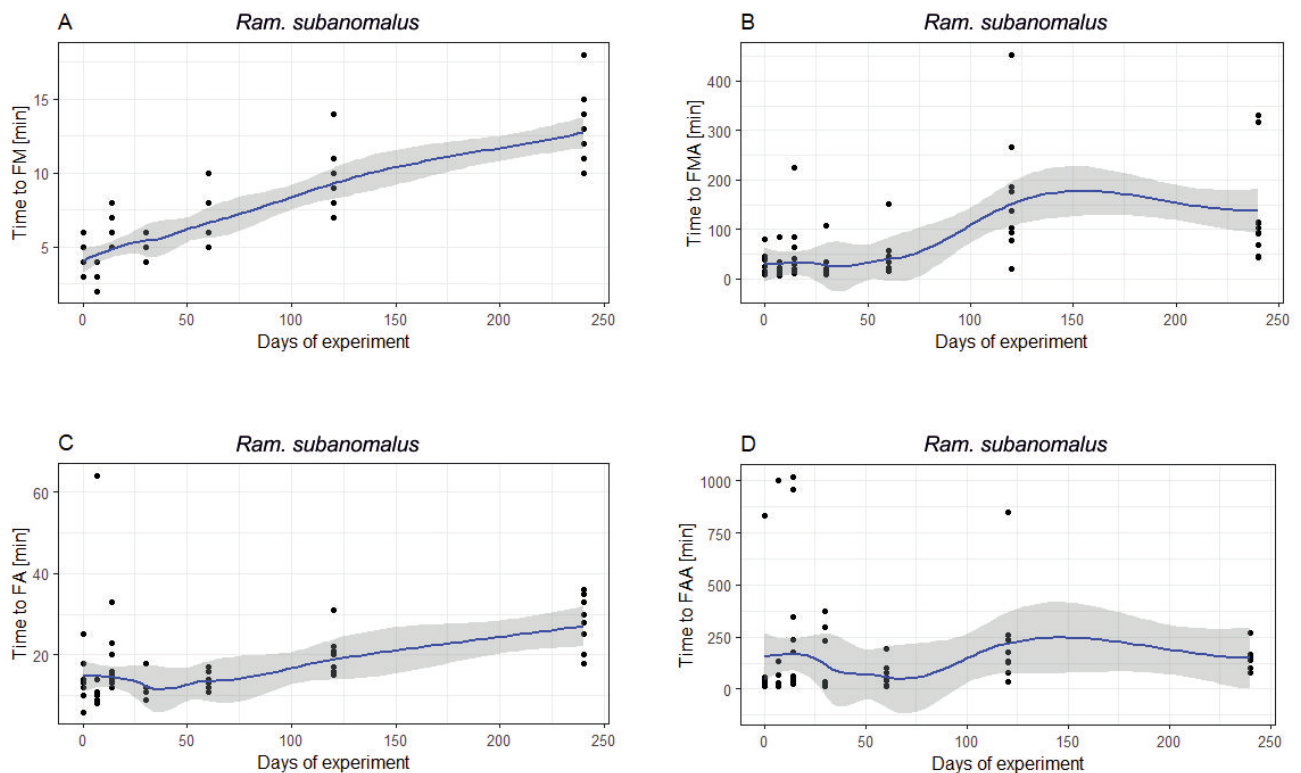 A Ram. subanomalus
Time to FM [min]
15
10
5
0 50 100 150 200 250
Days of experiment
B Ram. subanomalus
Time to FMA [min]
400
300
200
100
0
0 50 100 150 200 250
Days of experiment
C Ram. subanomalus
Time to FA [min]
60
40
20
0 50 100 150 200 250
Days of experiment
D Ram. subanomalus
Time to FAA [min]
1000
750
500
250
0
0 50 100 150 200 250
Days of experiment